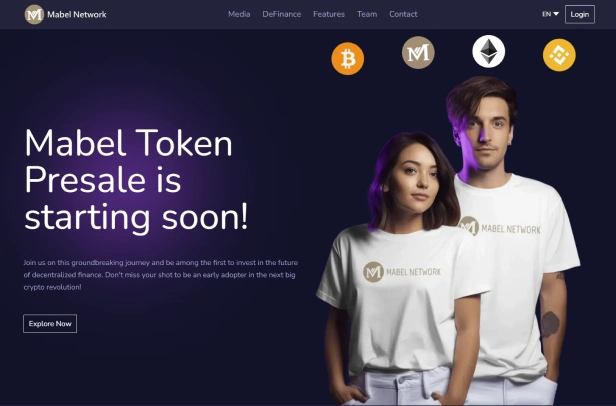 Mabel Network
Media DeFinance Features Team Contact
EN
Login
Mabel Token
Presale is
starting soon!
Join us on this groundbreaking journey and be among the first to invest in the future
of decentralized finance. Don't miss your shot to be an early adopter in the next big
crypto revolution!
Explore Now
MABEL NETWORK
MABEL NETWORK